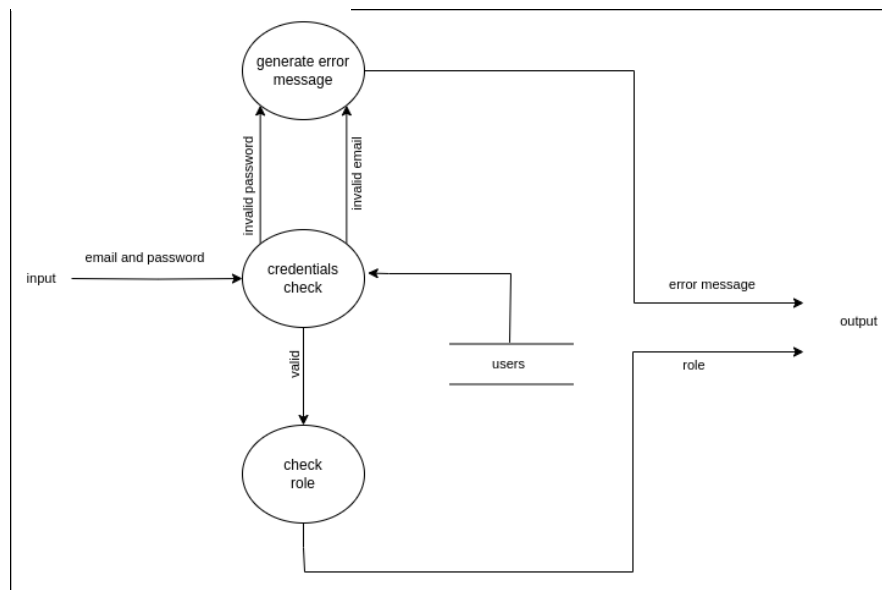 generate error
message
invalid password
invalid email
email and password
input
credentials
check
error message
output
users
role
valid
check
role